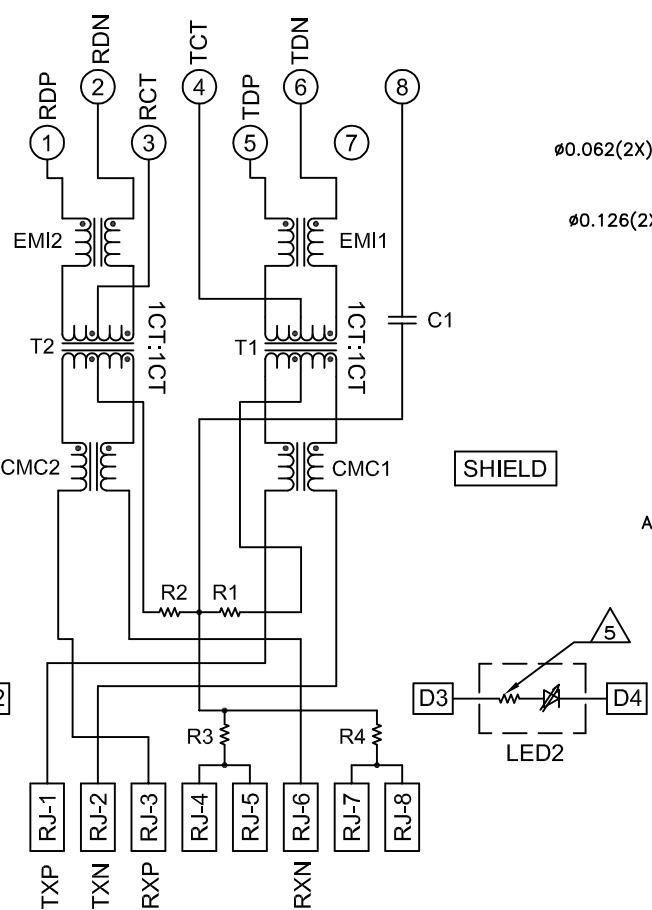 RDP
RDN
RCT
TCT
TDP
TDN
1
2
3
4
5
6
7
8
ø0.062(2X)
ø0.126(2X
EMI2
EMI1
T2
1CT:1CT
T1
1CT:1CT
C1
CMC2
CMC1
SHIELD
A
R2
R1
5
2
D3
D4
LED2
R3
R4
RJ-1
RJ-2
RJ-3
RJ-4
RJ-5
RJ-6
RJ-7
RJ-8
TXP
TXN
RXP
RXN